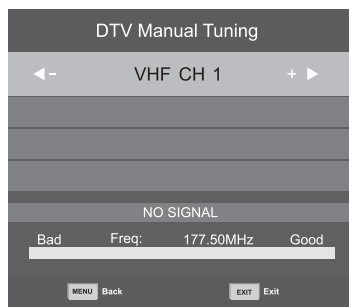 DTV Manual Tuning
- VHF CH 1 +
NO SIGNAL
Bad Freq: 177.50MHz Good
MENU Back EXIT Exit